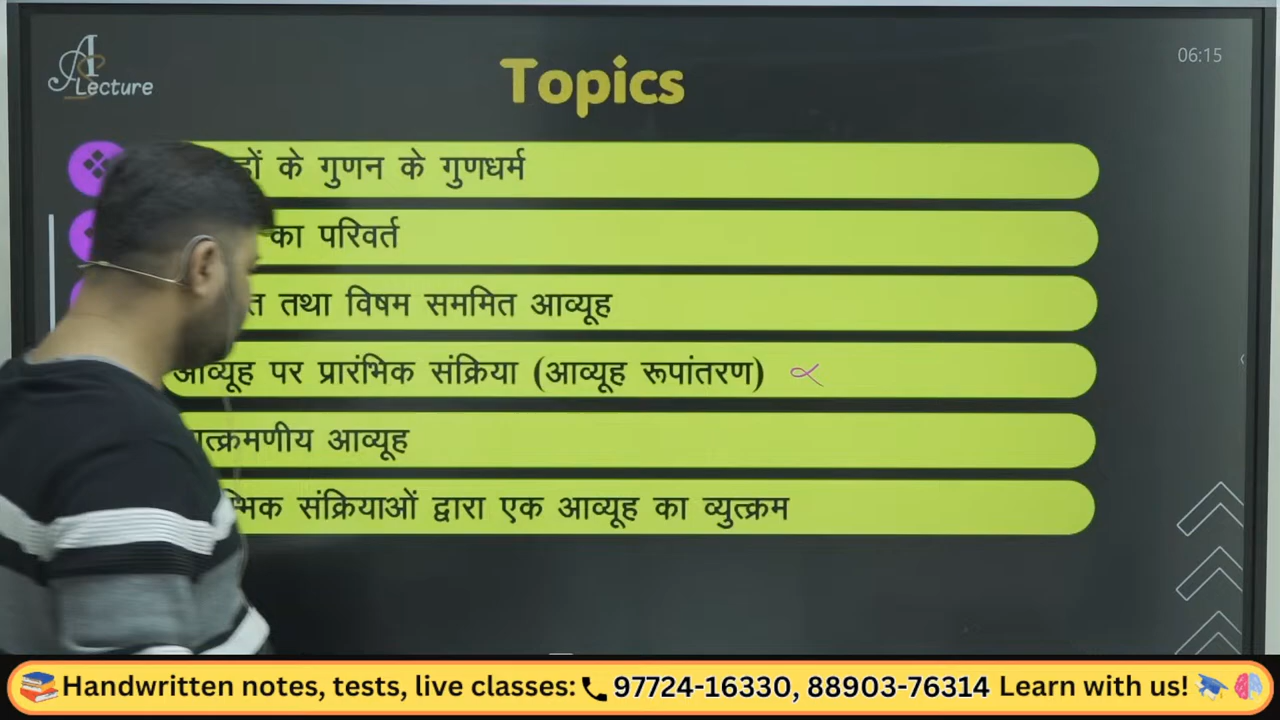 A
Lecture
Topics
06:15
के गुणन के गुणधर्म
का परिवर्त
तथा विषम सममित आव्यूह
आव्यूह पर प्रारंभिक संक्रिया (आव्यूह रूपांतरण)
आव्यूह
संक्रियाओं द्वारा एक आव्यूह का व्युत्क्रम
Handwritten notes, tests, live classes: 97724-16330, 88903-76314 Learn with us!